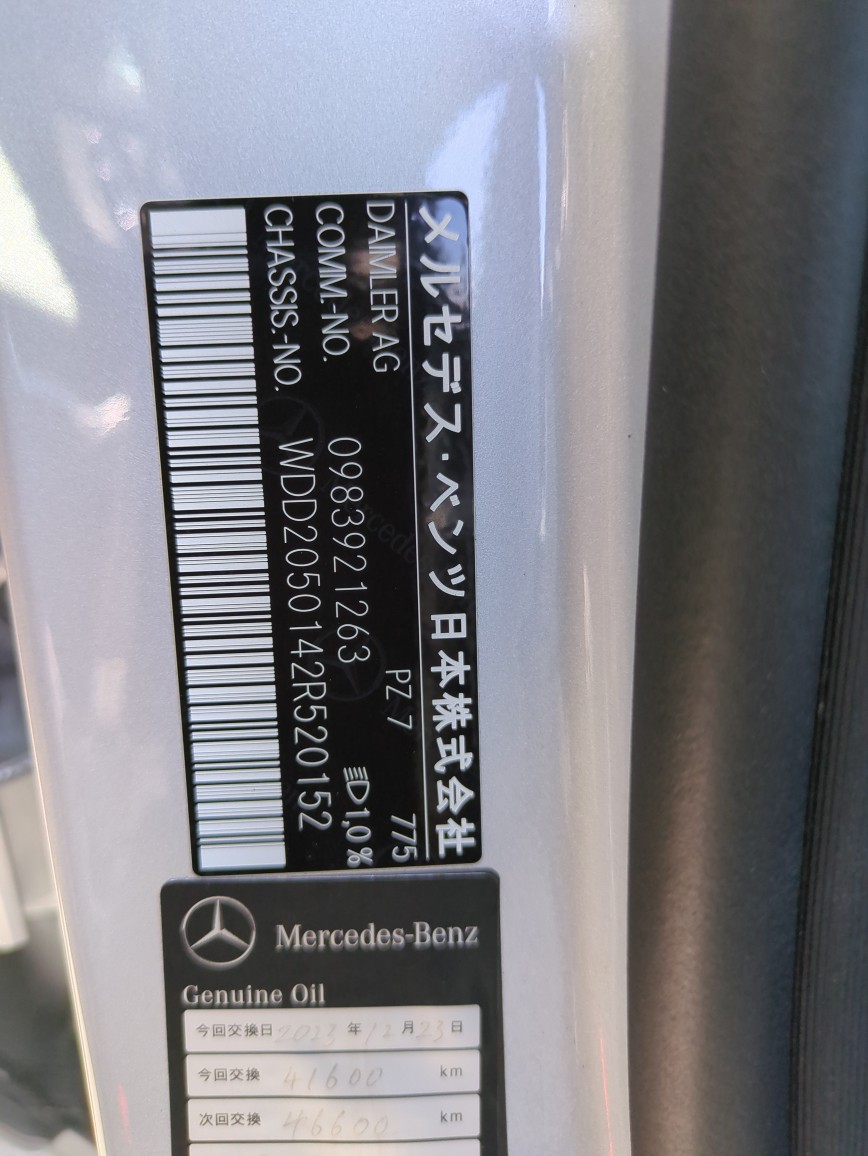 メルセデス・ベンツ日本株式会社
DAIMLER AG PZ 7 775
COMM.-NO. 0983921263 1,0 %
CHASSIS.-NO. WDD2050142R520152
Mercedes-Benz
Genuine Oil
今回交換日 2023 年 12 月 23 日
今回交換 41600 km
次回交換 46600 km